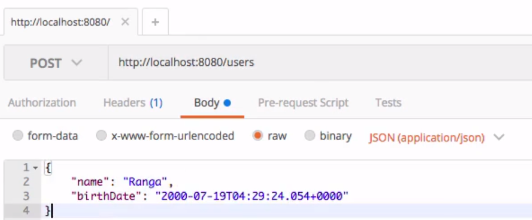 http://localhost:8080/
POST http://localhost:8080/users
Authorization Headers (1) Body Pre-request Script Tests
form-data x-www-form-urlencoded raw binary JSON (application/json)
1 {
2 "name": "Ranga",
3 "birthDate": "2000-07-19T04:29:24.054+0000"
4 }